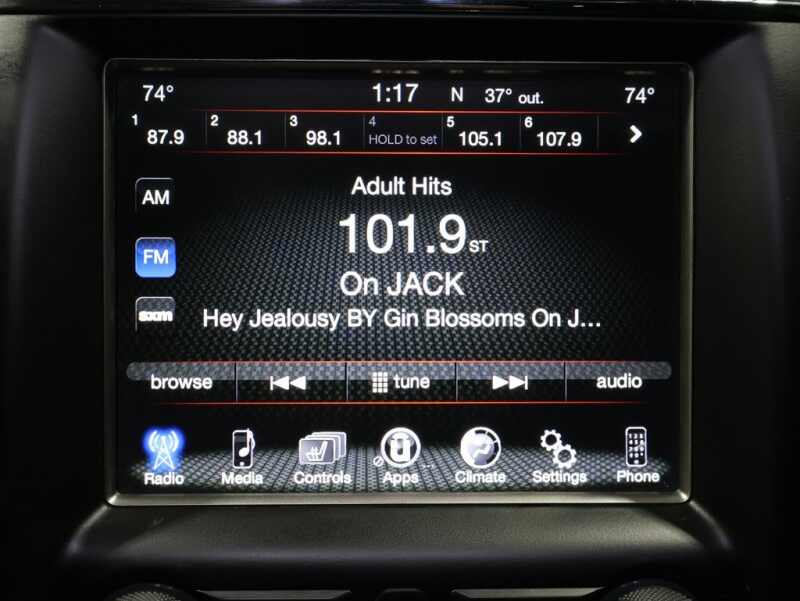 74° 1:17 N 37° out. 74°
1 87.9 2 88.1 3 98.1 4 HOLD to set 5 105.1 6 107.9
AM
FM
sxm
Adult Hits
101.9 ST
On JACK
Hey Jealousy BY Gin Blossoms On J...
browse tune audio
Radio Media Controls Apps Climate Settings Phone